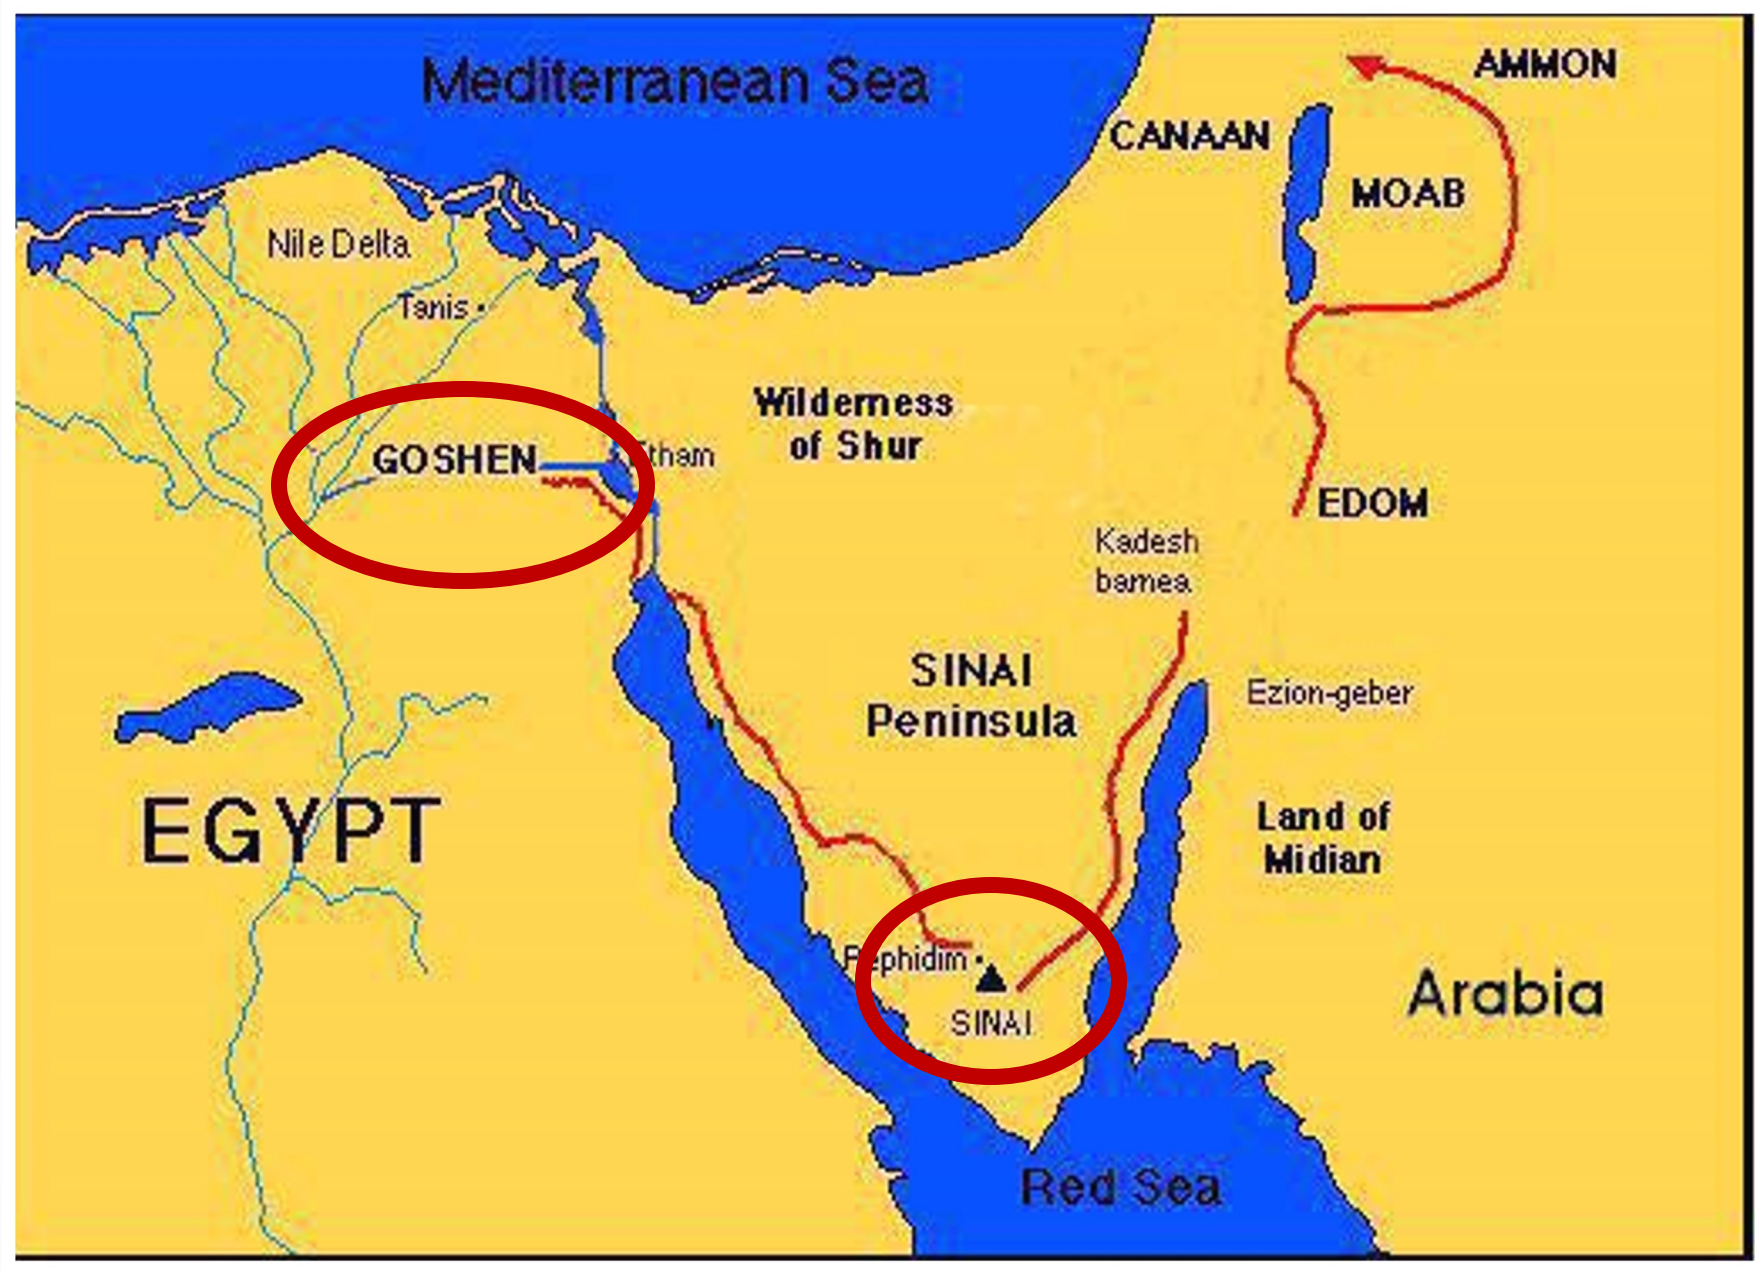 Mediterranean Sea
AMMON
CANAAN
MOAB
Nile Delta
Tanis
Wilderness
of Shur
GOSHEN
EDOM
Kadesh
barnea
SINAI
Peninsula
Ezion-geber
EGYPT
Land of
Midian
Rephidim
SINAI
Arabia
Red Sea